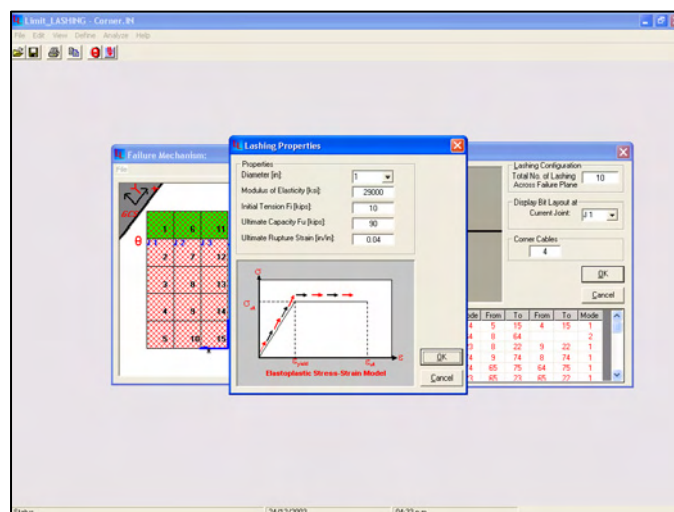 Limit_LASHING - Corner.IN
File Edit View Define Analyze Help
Failure Mechanism:
File
GCS
θ
1 6 11
J 1 J 2 J 3
2 7 12
3 8 13
4 9 14
5 10 15
Lashing Properties
Properties
Diameter [in]: 1
Modulus of Elasticity [ksi]: 29000
Initial Tension Fi [kips]: 10
Ultimate Capacity Fu [kips]: 90
Ultimate Rupture Strain [in/in]: 0.04
σ
ε
Elastoplastic Stress-Strain Model
OK
Cancel
Lashing Configuration
Total No. of Lashing
Across Failure Plane 10
Display Bit Layout at
Current Joint: J 1
Corner Cables
4
OK
Cancel
From To From To Mode
5 15 4 15 1
8 64 2
8 22 9 22 1
9 74 8 74 1
65 75 64 75 1
65 23 65 22 1
Status